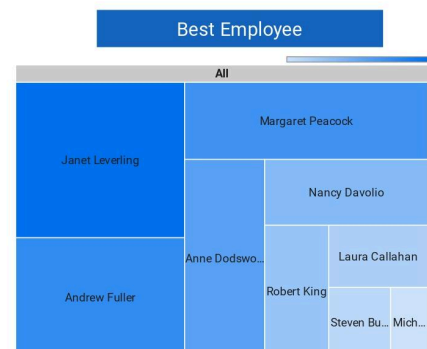 Best Employee
All
Janet Leverling
Margaret Peacock
Nancy Davolio
Anne Dodswo...
Laura Callahan
Andrew Fuller
Robert King
Steven Bu...
Mich...